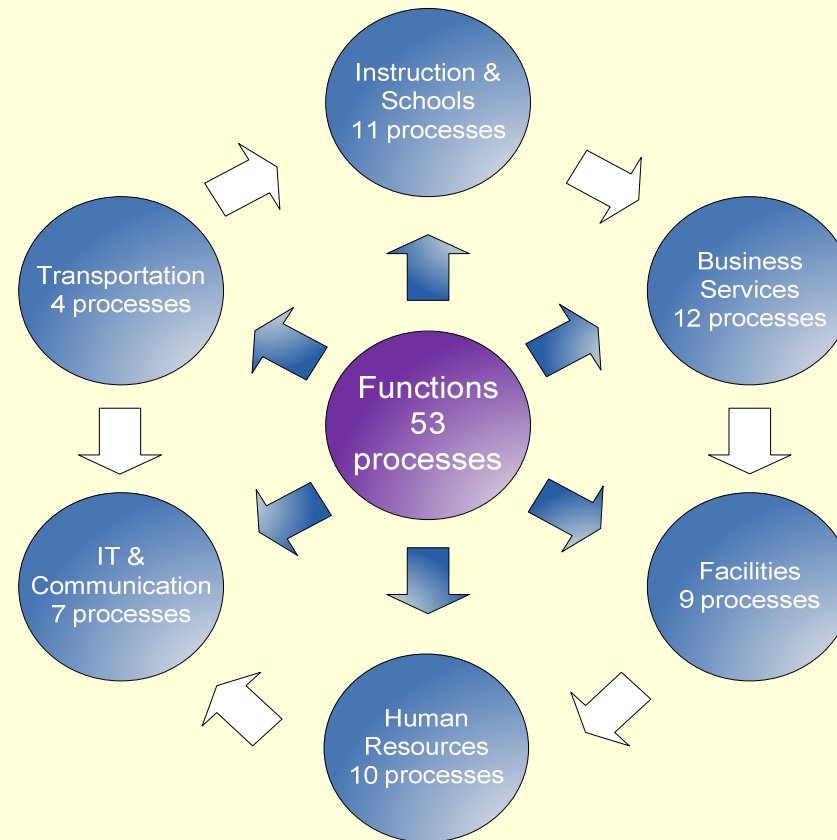 Instruction &
Schools
11 processes
Business
Services
12 processes
Transportation
4 processes
Functions
53
processes
IT &
Communication
7 processes
Facilities
9 processes
Human
Resources
10 processes